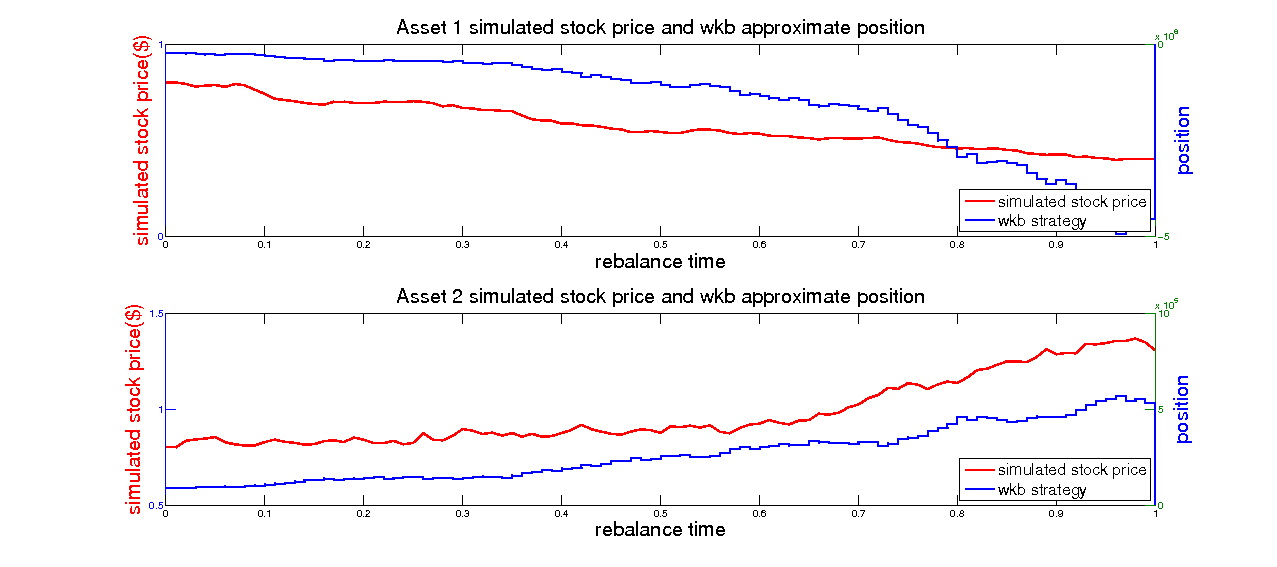 Asset 1 simulated stock price and wkb approximate position
simulated stock price($)
1
0
x 10
0
-5
position
simulated stock price
wkb strategy
0 0.1 0.2 0.3 0.4 0.5 0.6 0.7 0.8 0.9 1
rebalance time
Asset 2 simulated stock price and wkb approximate position
simulated stock price($)
1.5
1
0.5
x 10
10
5
0
position
simulated stock price
wkb strategy
0 0.1 0.2 0.3 0.4 0.5 0.6 0.7 0.8 0.9 1
rebalance time